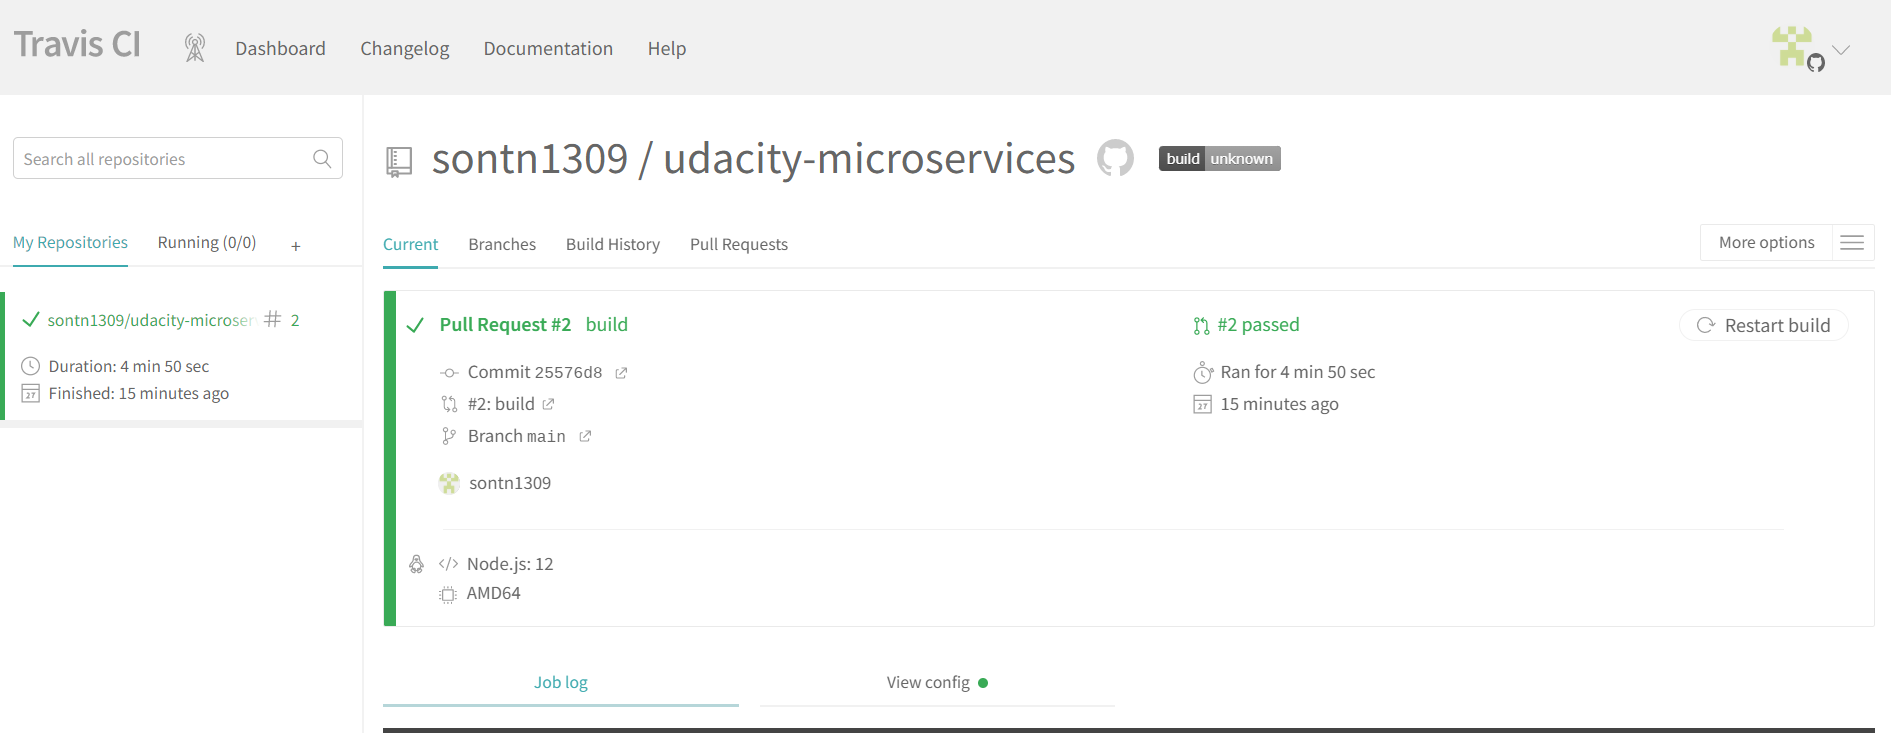 Travis CI
Dashboard
Changelog
Documentation
Help
Search all repositories
My Repositories
Running (0/0)
+
sontn1309/udacity-microser
# 2
Duration: 4 min 50 sec
Finished: 15 minutes ago
sontn1309 / udacity-microservices
build unknown
Current
Branches
Build History
Pull Requests
More options
Pull Request #2 build
Commit 25576d8
#2: build
Branch main
sontn1309
#2 passed
Ran for 4 min 50 sec
15 minutes ago
Restart build
</> Node.js: 12
AMD64
Job log
View config